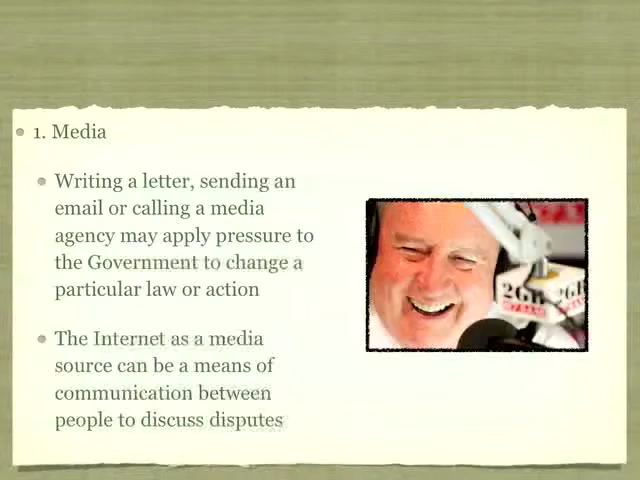 1. Media
Writing a letter, sending an
email or calling a media
agency may apply pressure to
the Government to change a
particular law or action
The Internet as a media
source can be a means of
communication between
people to discuss disputes
2GB